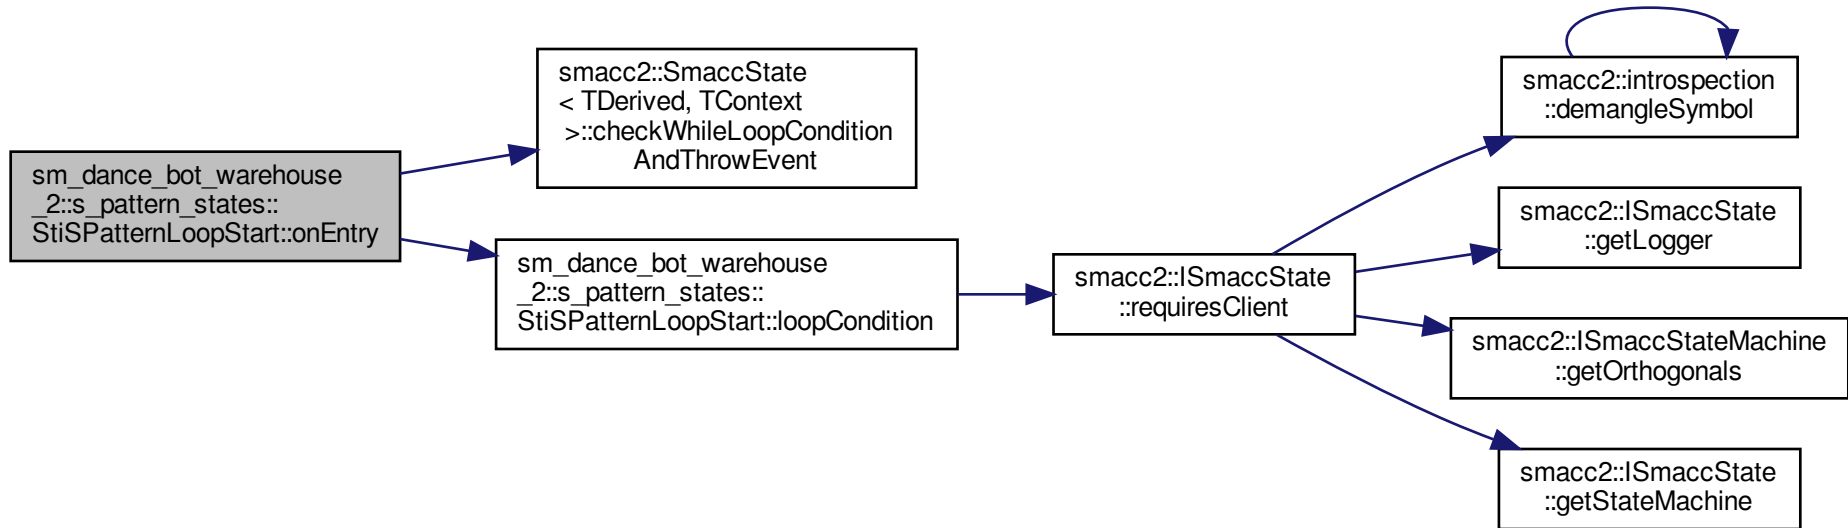 sm_dance_bot_warehouse
_2::s_pattern_states::
StiSPatternLoopStart::onEntry
smacc2::SmaccState
< TDerived, TContext
>::checkWhileLoopCondition
AndThrowEvent
sm_dance_bot_warehouse
_2::s_pattern_states::
StiSPatternLoopStart::loopCondition
smacc2::ISmaccState
::requiresClient
smacc2::introspection
::demangleSymbol
smacc2::ISmaccState
::getLogger
smacc2::ISmaccStateMachine
::getOrthogonals
smacc2::ISmaccState
::getStateMachine